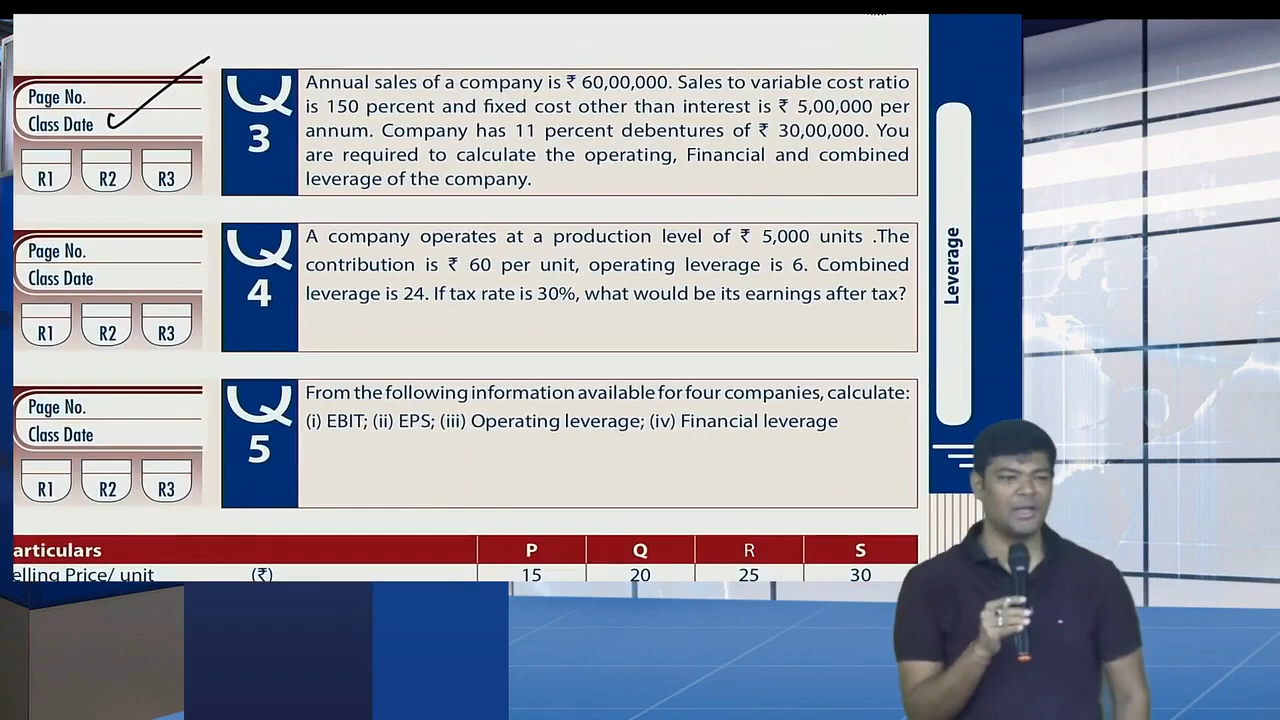 Page No.
Class Date
R1 R2 R3
Q
3
Annual sales of a company is ₹ 60,00,000. Sales to variable cost ratio
is 150 percent and fixed cost other than interest is ₹ 5,00,000 per
annum. Company has 11 percent debentures of ₹ 30,00,000. You
are required to calculate the operating, Financial and combined
leverage of the company.
Page No.
Class Date
R1 R2 R3
Q
4
A company operates at a production level of ₹ 5,000 units .The
contribution is ₹ 60 per unit, operating leverage is 6. Combined
leverage is 24. If tax rate is 30%, what would be its earnings after tax?
Page No.
Class Date
R1 R2 R3
Q
5
From the following information available for four companies, calculate:
(i) EBIT; (ii) EPS; (iii) Operating leverage; (iv) Financial leverage
articulars P Q R S
elling Price/ unit (₹) 15 20 25 30
Leverage